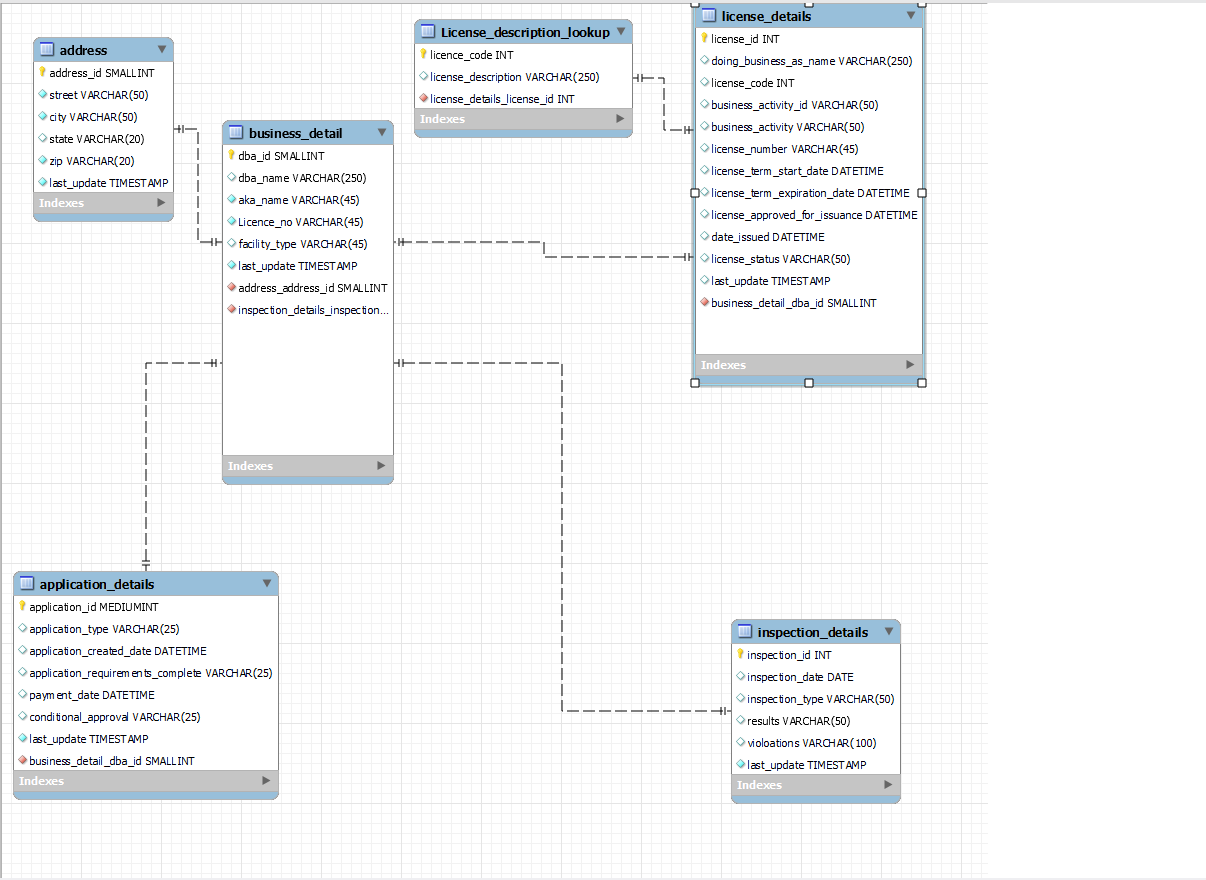 address
address_id SMALLINT
street VARCHAR(50)
city VARCHAR(50)
state VARCHAR(20)
zip VARCHAR(20)
last_update TIMESTAMP
Indexes
business_detail
dba_id SMALLINT
dba_name VARCHAR(250)
aka_name VARCHAR(45)
Licence_no VARCHAR(45)
facility_type VARCHAR(45)
last_update TIMESTAMP
address_address_id SMALLINT
inspection_details_inspection...
Indexes
License_description_lookup
licence_code INT
license_description VARCHAR(250)
license_details_license_id INT
Indexes
license_details
license_id INT
doing_business_as_name VARCHAR(250)
license_code INT
business_activity_id VARCHAR(50)
business_activity VARCHAR(50)
license_number VARCHAR(45)
license_term_start_date DATETIME
license_term_expiration_date DATETIME
license_approved_for_issuance DATETIME
date_issued DATETIME
license_status VARCHAR(50)
last_update TIMESTAMP
business_detail_dba_id SMALLINT
Indexes
application_details
application_id MEDIUMINT
application_type VARCHAR(25)
application_created_date DATETIME
application_requirements_complete VARCHAR(25)
payment_date DATETIME
conditional_approval VARCHAR(25)
last_update TIMESTAMP
business_detail_dba_id SMALLINT
Indexes
inspection_details
inspection_id INT
inspection_date DATE
inspection_type VARCHAR(50)
results VARCHAR(50)
violoations VARCHAR(100)
last_update TIMESTAMP
Indexes